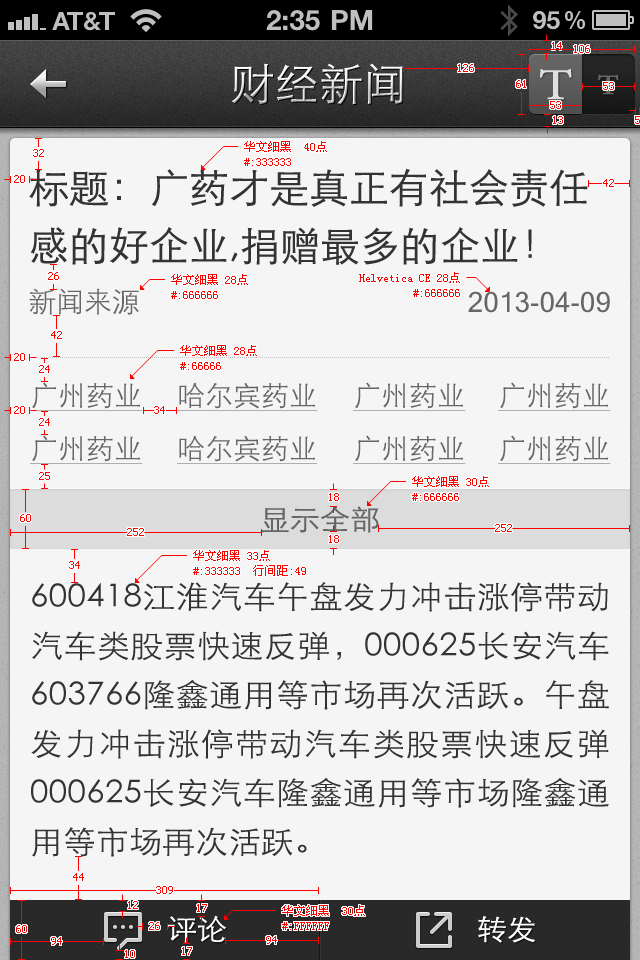 AT&T 2:35 PM 95%
14
106
财经新闻
126
61
T
T
53
53
13
5
32
华文细黑 40点
#:333333
20
42
标题：广药才是真正有社会责任
感的好企业,捐赠最多的企业！
26
华文细黑 28点
#:666666
Helvetica CE 28点
#:666666
新闻来源
2013-04-09
42
华文细黑 28点
#:66666
20
24
广州药业 哈尔宾药业 广州药业 广州药业
20
34
24
广州药业 哈尔宾药业 广州药业 广州药业
25
华文细黑 30点
#:666666
18
60
显示全部
252
252
18
34
华文细黑 33点
#:333333 行间距:49
600418江淮汽车午盘发力冲击涨停带动
汽车类股票快速反弹，000625长安汽车
603766隆鑫通用等市场再次活跃。午盘
发力冲击涨停带动汽车类股票快速反弹
000625长安汽车隆鑫通用等市场隆鑫通
用等市场再次活跃。
44
309
12
17
华文细黑 30点
#:FFFFFF
60
26
评论
转发
94
94
17
10